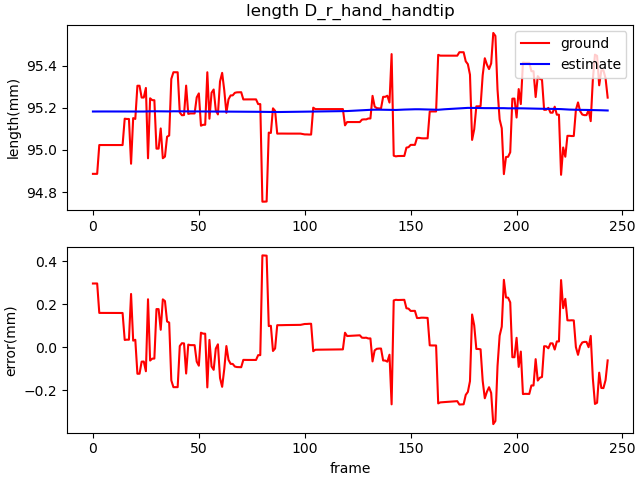 length D_r_hand_handtip
ground
estimate
length(mm)
95.4
95.2
95.0
94.8
0 50 100 150 200 250
error(mm)
0.4
0.2
0.0
−0.2
0 50 100 150 200 250
frame